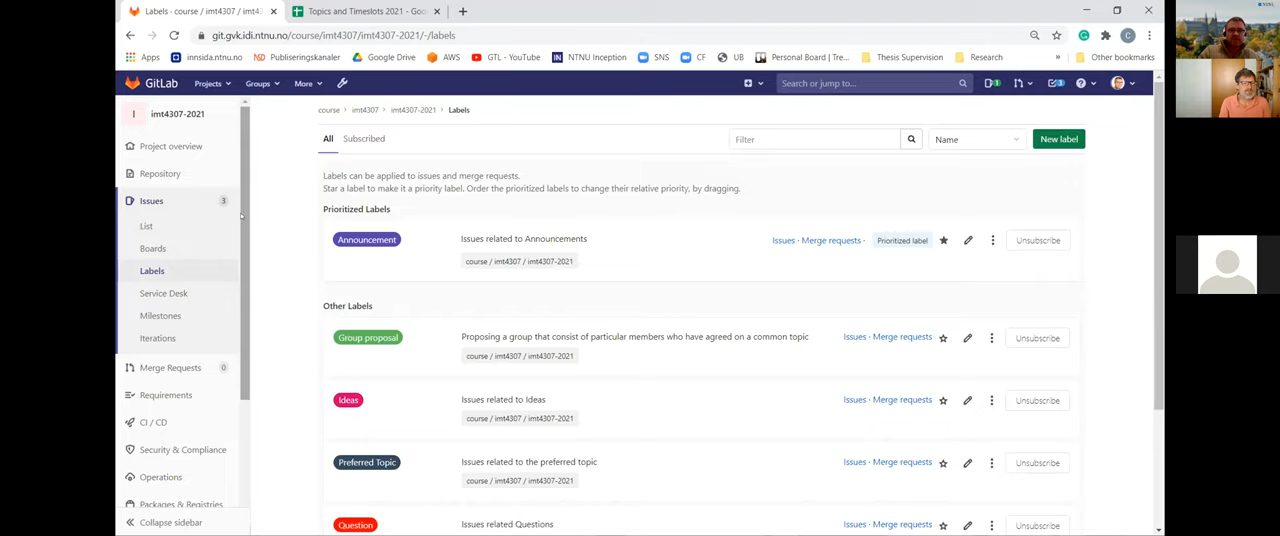 Labels · course / imt4307 / imt43
Topics and Timeslots 2021 - Goo
git.gvk.idi.ntnu.no/course/imt4307/imt4307-2021/-/labels
Apps innsida.ntnu.no Publiseringskanaler Google Drive AWS GTL - YouTube NTNU Inception SNS CF UB Personal Board | Tre... Thesis Supervision Research » Other bookmarks
GitLab Projects Groups More Search or jump to...
imt4307-2021
course › imt4307 › imt4307-2021 › Labels
Project overview
All Subscribed Filter Name New label
Repository
Labels can be applied to issues and merge requests.
Star a label to make it a priority label. Order the prioritized labels to change their relative priority, by dragging.
Issues 3
Prioritized Labels
List
Announcement Issues related to Announcements Issues · Merge requests · Prioritized label Unsubscribe
Boards
course / imt4307 / imt4307-2021
Labels
Service Desk
Other Labels
Milestones
Iterations
Group proposal Proposing a group that consist of particular members who have agreed on a common topic Issues · Merge requests Unsubscribe
course / imt4307 / imt4307-2021
Merge Requests 0
Requirements
Ideas Issues related to Ideas Issues · Merge requests Unsubscribe
course / imt4307 / imt4307-2021
CI / CD
Security & Compliance
Preferred Topic Issues related to the preferred topic Issues · Merge requests Unsubscribe
Operations
course / imt4307 / imt4307-2021
Packages & Registries
Collapse sidebar
Question Issues related Questions Issues · Merge requests Unsubscribe